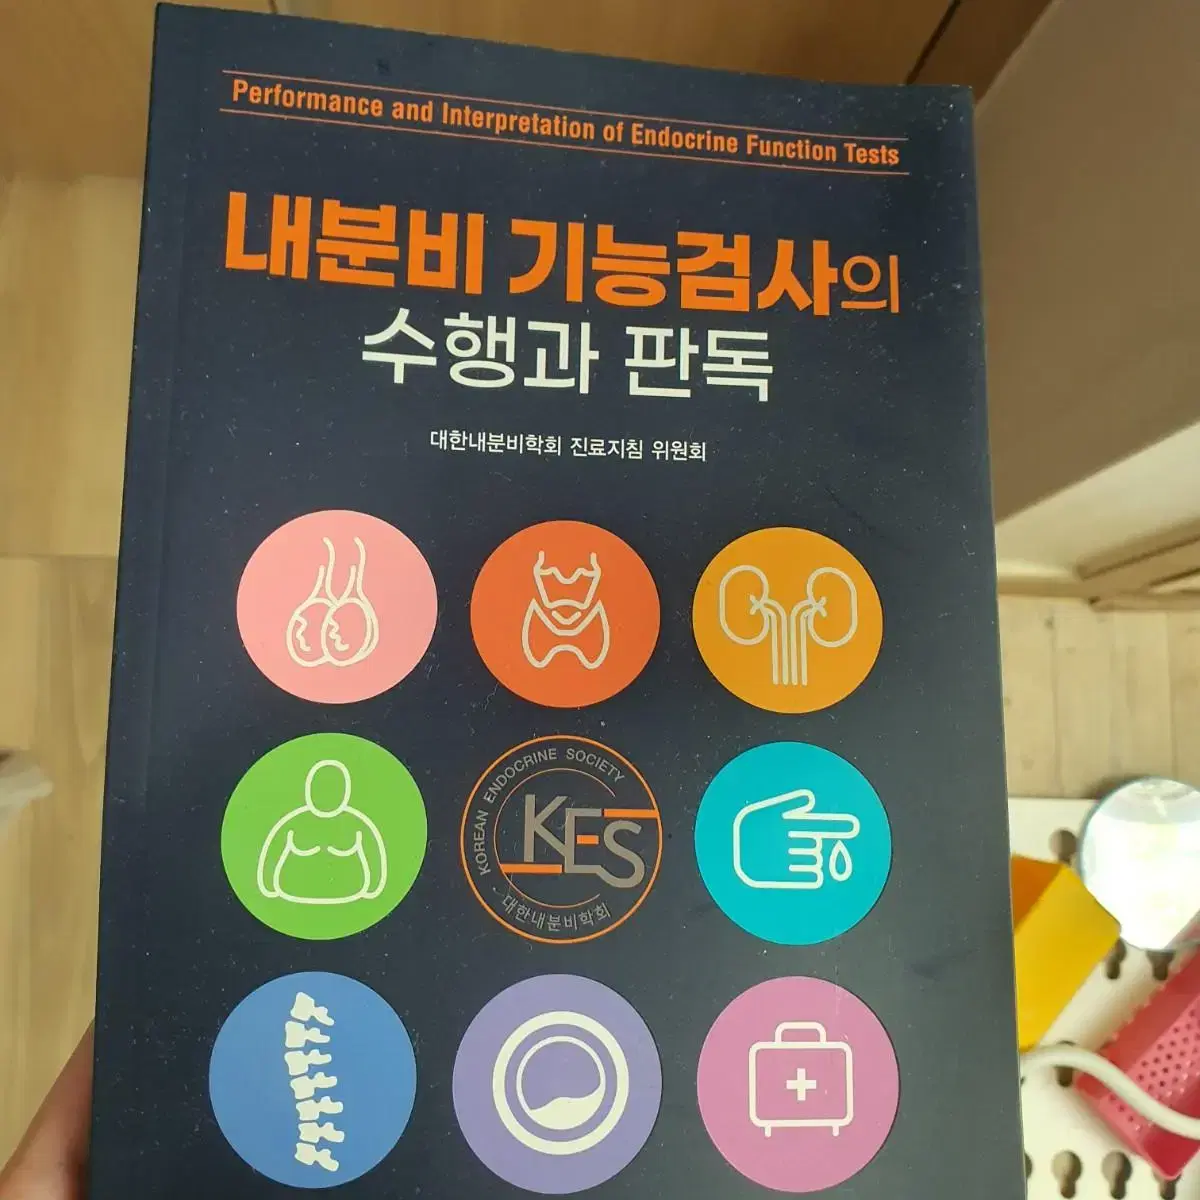 Performance and Interpretation of Endocrine Function Tests
내분비 기능검사의
수행과 판독
대한내분비학회 진료지침 위원회
KOREAN ENDOCRINE SOCIETY
KES
대한내분비학회